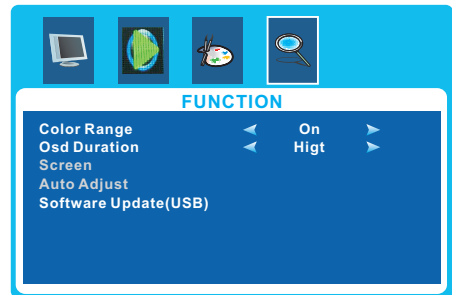 FUNCTION
Color Range On
Osd Duration Higt
Screen
Auto Adjust
Software Update(USB)